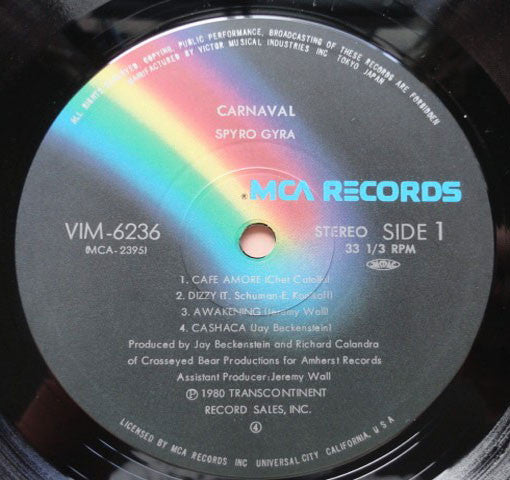 ALL RIGHTS RESERVED. COPYING, PUBLIC PERFORMANCE, BROADCASTING OF THESE RECORDS ARE FORBIDDEN
MANUFACTURED BY VICTOR MUSICAL INDUSTRIES INC TOKYO JAPAN
CARNAVAL
SPYRO GYRA
® MCA RECORDS
VIM-6236
(MCA-2395)
STEREO SIDE 1
33 1/3 RPM
1. CAFE AMORE (Chet Catallo)
2. DIZZY (T. Schuman-E. Konikoff)
3. AWAKENING (Jeremy Wall)
4. CASHACA (Jay Beckenstein)
Produced by Jay Beckenstein and Richard Calandra
of Crosseyed Bear Productions for Amherst Records
Assistant Producer: Jeremy Wall
Ⓟ 1980 TRANSCONTINENT
RECORD SALES, INC.
④
LICENSED BY MCA RECORDS INC UNIVERSAL CITY, CALIFORNIA, U.S.A.